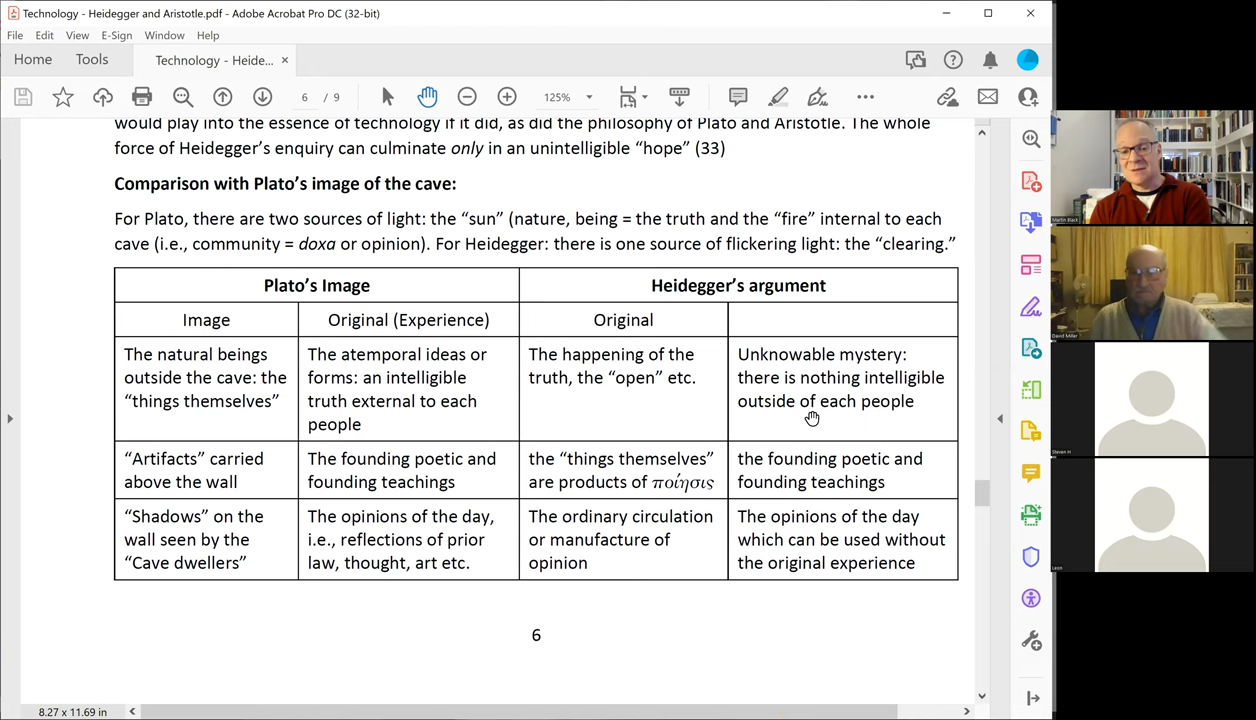 Technology - Heidegger and Aristotle.pdf - Adobe Acrobat Pro DC (32-bit)
File Edit View E-Sign Window Help
Home Tools Technology - Heide... ×
6 / 9 125%
would play into the essence of technology if it did, as did the philosophy of Plato and Aristotle. The whole
force of Heidegger's enquiry can culminate only in an unintelligible “hope” (33)
Comparison with Plato's image of the cave:
For Plato, there are two sources of light: the “sun” (nature, being = the truth and the “fire” internal to each
cave (i.e., community = doxa or opinion). For Heidegger: there is one source of flickering light: the “clearing.”
Plato's Image Heidegger's argument
Image Original (Experience) Original
The natural beings
outside the cave: the
“things themselves”
The atemporal ideas or
forms: an intelligible
truth external to each
people
The happening of the
truth, the “open” etc.
Unknowable mystery:
there is nothing intelligible
outside of each people
“Artifacts” carried
above the wall
The founding poetic and
founding teachings
the “things themselves”
are products of ποίησις
the founding poetic and
founding teachings
“Shadows” on the
wall seen by the
“Cave dwellers”
The opinions of the day,
i.e., reflections of prior
law, thought, art etc.
The ordinary circulation
or manufacture of
opinion
The opinions of the day
which can be used without
the original experience
6
8.27 x 11.69 in
Martin Black
David Miller
Steven H
Leon